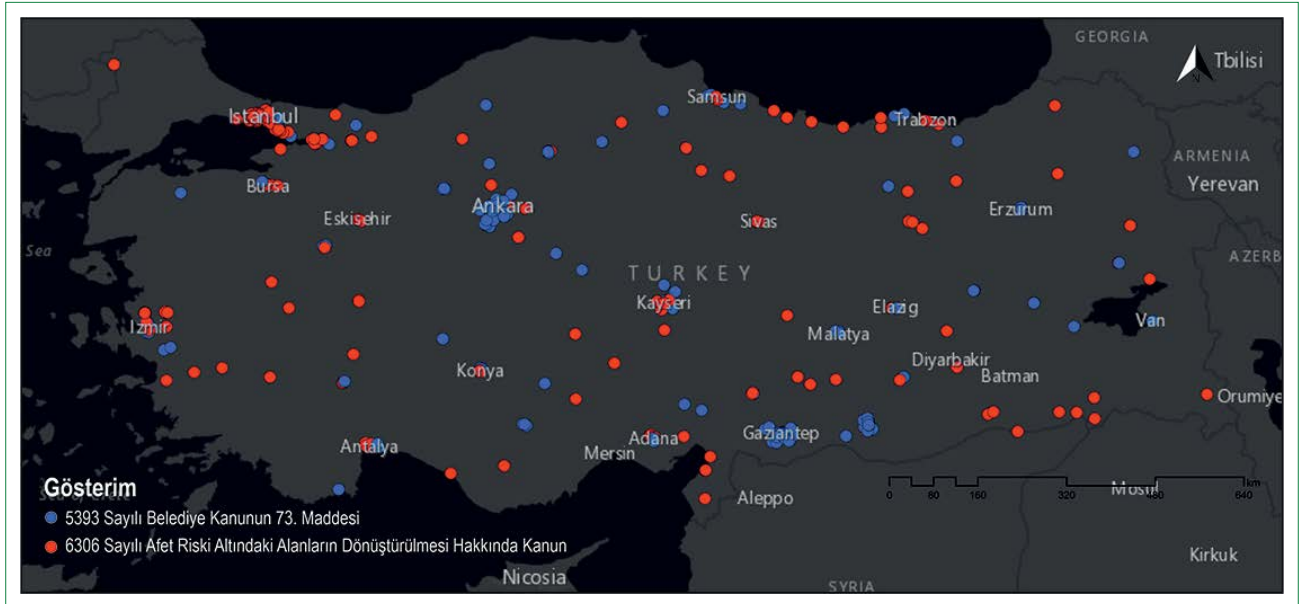 GEORGIA
Tbilisi
N
Samsun
Istanbul
Trabzon
ARMENIA
Yerevan
Bursa
Ankara
Erzurum
Eskisehir
Sivas
Sea
AZERB
TURKEY
Kayseri
Elazig
Van
Izmir
Malatya
Diyarbakir
Batman
Konya
Orumiye
Gaziantep
Adana
Antalya
Mersin
km
0 80 160 320 480 640
Mosul
Aleppo
Gösterim
5393 Sayılı Belediye Kanunun 73. Maddesi
6306 Sayılı Afet Riski Altındaki Alanların Dönüştürülmesi Hakkında Kanun
Kirkuk
Nicosia
SYRIA